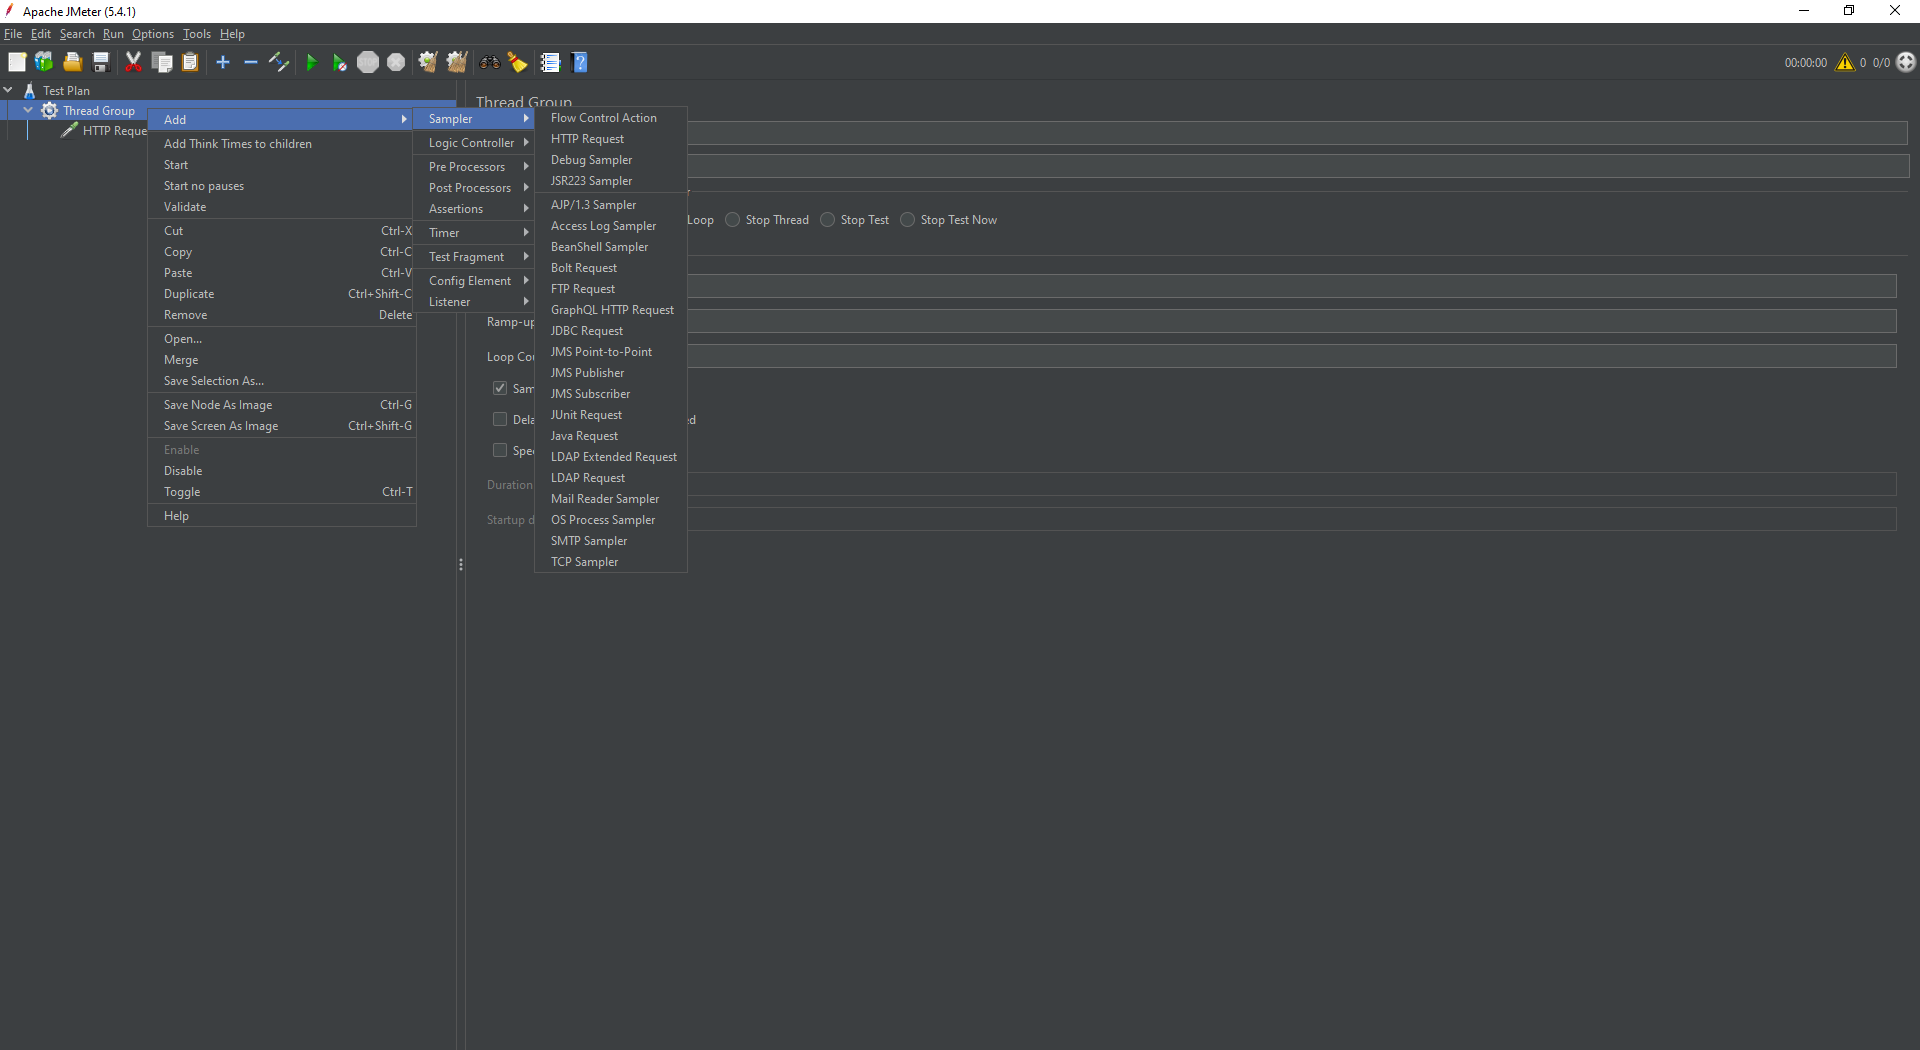 Apache JMeter (5.4.1)
File Edit Search Run Options Tools Help
00:00:00 0 0/0
Test Plan
Thread Group
HTTP Reque
Add
Add Think Times to children
Start
Start no pauses
Validate
Cut Ctrl-X
Copy Ctrl-C
Paste Ctrl-V
Duplicate Ctrl+Shift-C
Remove Delete
Open...
Merge
Save Selection As...
Save Node As Image Ctrl-G
Save Screen As Image Ctrl+Shift-G
Enable
Disable
Toggle Ctrl-T
Help
Sampler
Logic Controller
Pre Processors
Post Processors
Assertions
Timer
Test Fragment
Config Element
Listener
Flow Control Action
HTTP Request
Debug Sampler
JSR223 Sampler
AJP/1.3 Sampler
Access Log Sampler
BeanShell Sampler
Bolt Request
FTP Request
GraphQL HTTP Request
JDBC Request
JMS Point-to-Point
JMS Publisher
JMS Subscriber
JUnit Request
Java Request
LDAP Extended Request
LDAP Request
Mail Reader Sampler
OS Process Sampler
SMTP Sampler
TCP Sampler
Thread Group
Loop Stop Thread Stop Test Stop Test Now
Ramp-up
Loop Cou
Sam
Dela ed
Spec
Duration
Startup d